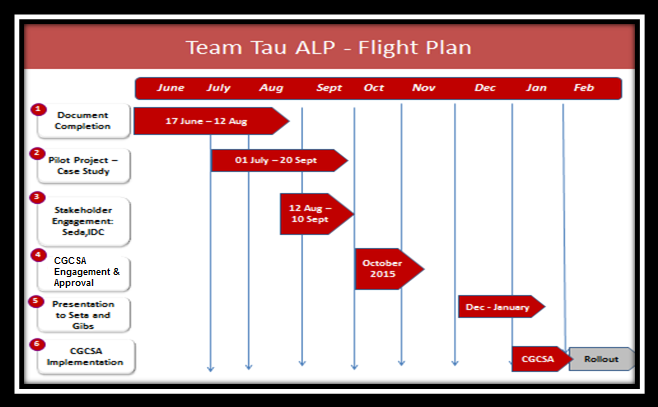 Team Tau ALP - Flight Plan
June July Aug Sept Oct Nov Dec Jan Feb
1
Document
Completion
17 June – 12 Aug
2
Pilot Project –
Case Study
01 July – 20 Sept
3
Stakeholder
Engagement:
Seda,IDC
12 Aug –
10 Sept
4
CGCSA
Engagement &
Approval
October
2015
5
Presentation
to Seta and
Gibs
Dec - January
6
CGCSA
Implementation
CGCSA
Rollout